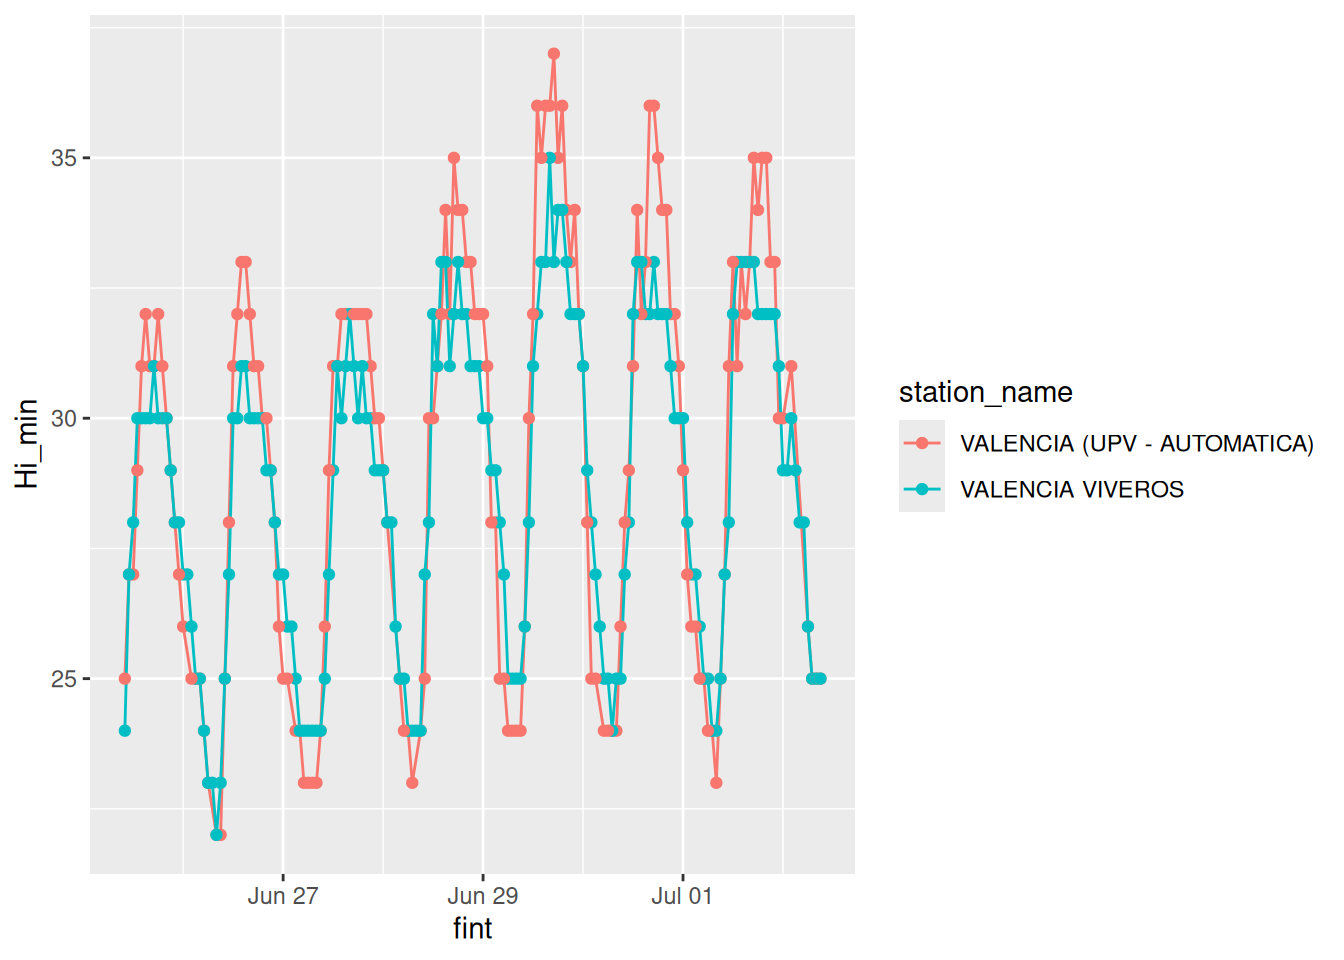 35
30
25
Hi_min
Jun 27
Jun 29
Jul 01
fint
station_name
VALENCIA (UPV - AUTOMATICA)
VALENCIA VIVEROS